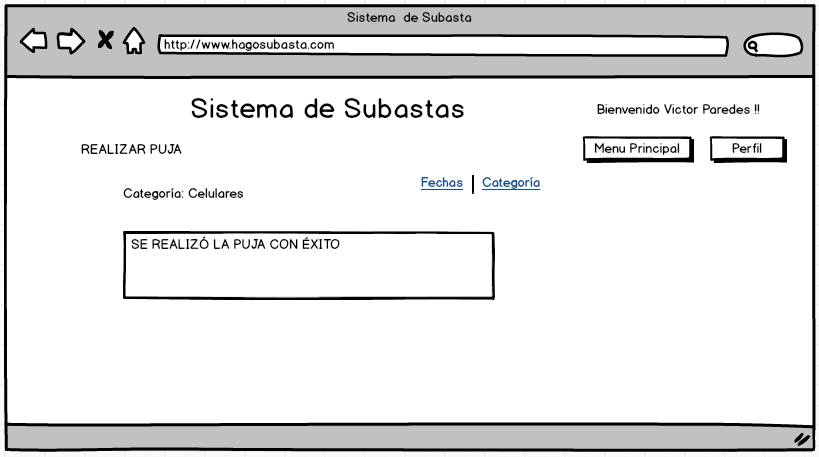 Sistema de Subasta
http://www.hagosubasta.com
Sistema de Subastas
Bienvenido Victor Paredes !!
REALIZAR PUJA
Menu Principal
Perfil
Fechas
Categoría
Categoría: Celulares
SE REALIZÓ LA PUJA CON ÉXITO